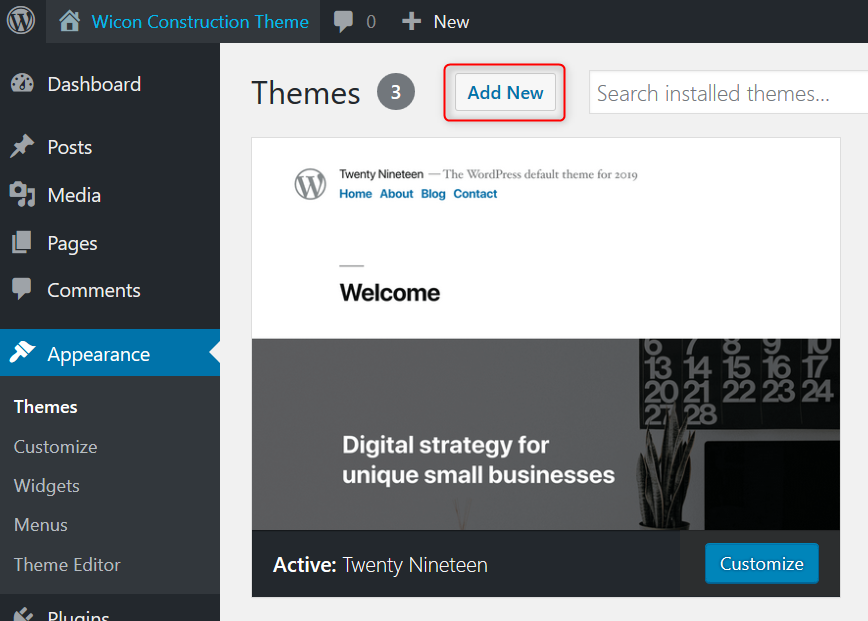 Wicon Construction Theme 0 New
Dashboard
Posts
Media
Pages
Comments
Appearance
Themes
Customize
Widgets
Menus
Theme Editor
Plugins
Themes 3 Add New Search installed themes...
Twenty Nineteen — The WordPress default theme for 2019
Home About Blog Contact
Welcome
6 7 8 9 10
13 14 15 16 17
20 21 22 23 24
27 28
Digital strategy for
unique small businesses
Active: Twenty Nineteen Customize